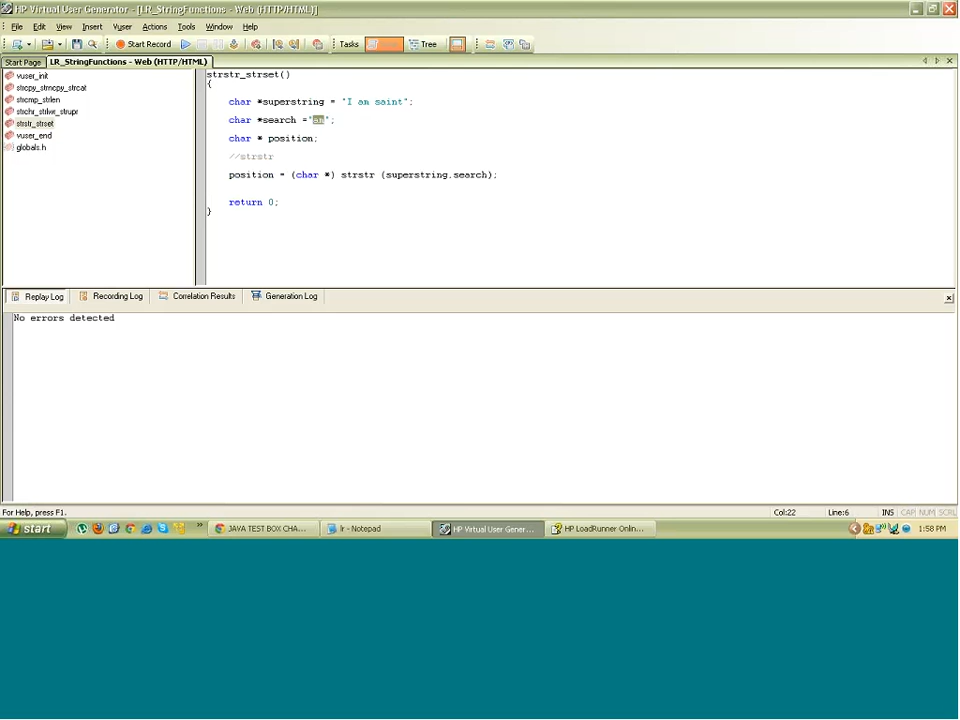 HP Virtual User Generator - [LR_StringFunctions - Web (HTTP/HTML)]
File Edit View Insert Vuser Actions Tools Window Help
Start Record Tasks Tree
Start Page LR_StringFunctions - Web (HTTP/HTML)
vuser_init
strcpy_strncpy_strcat
strcmp_strlen
strchr_strlwr_strupr
strstr_strset
vuser_end
globals.h
strstr_strset()
{
char *superstring = "I am saint";
char *search ="
";
char * position;
//strstr
position = (char *) strstr (superstring,search);
return 0;
}
Replay Log Recording Log Correlation Results Generation Log
No errors detected
For Help, press F1. Col:22 Line:6 INS CAP NUM SCRL
start JAVA TEST BOX CHA... lr - Notepad HP Virtual User Gener... HP LoadRunner Onlin... 1:58 PM